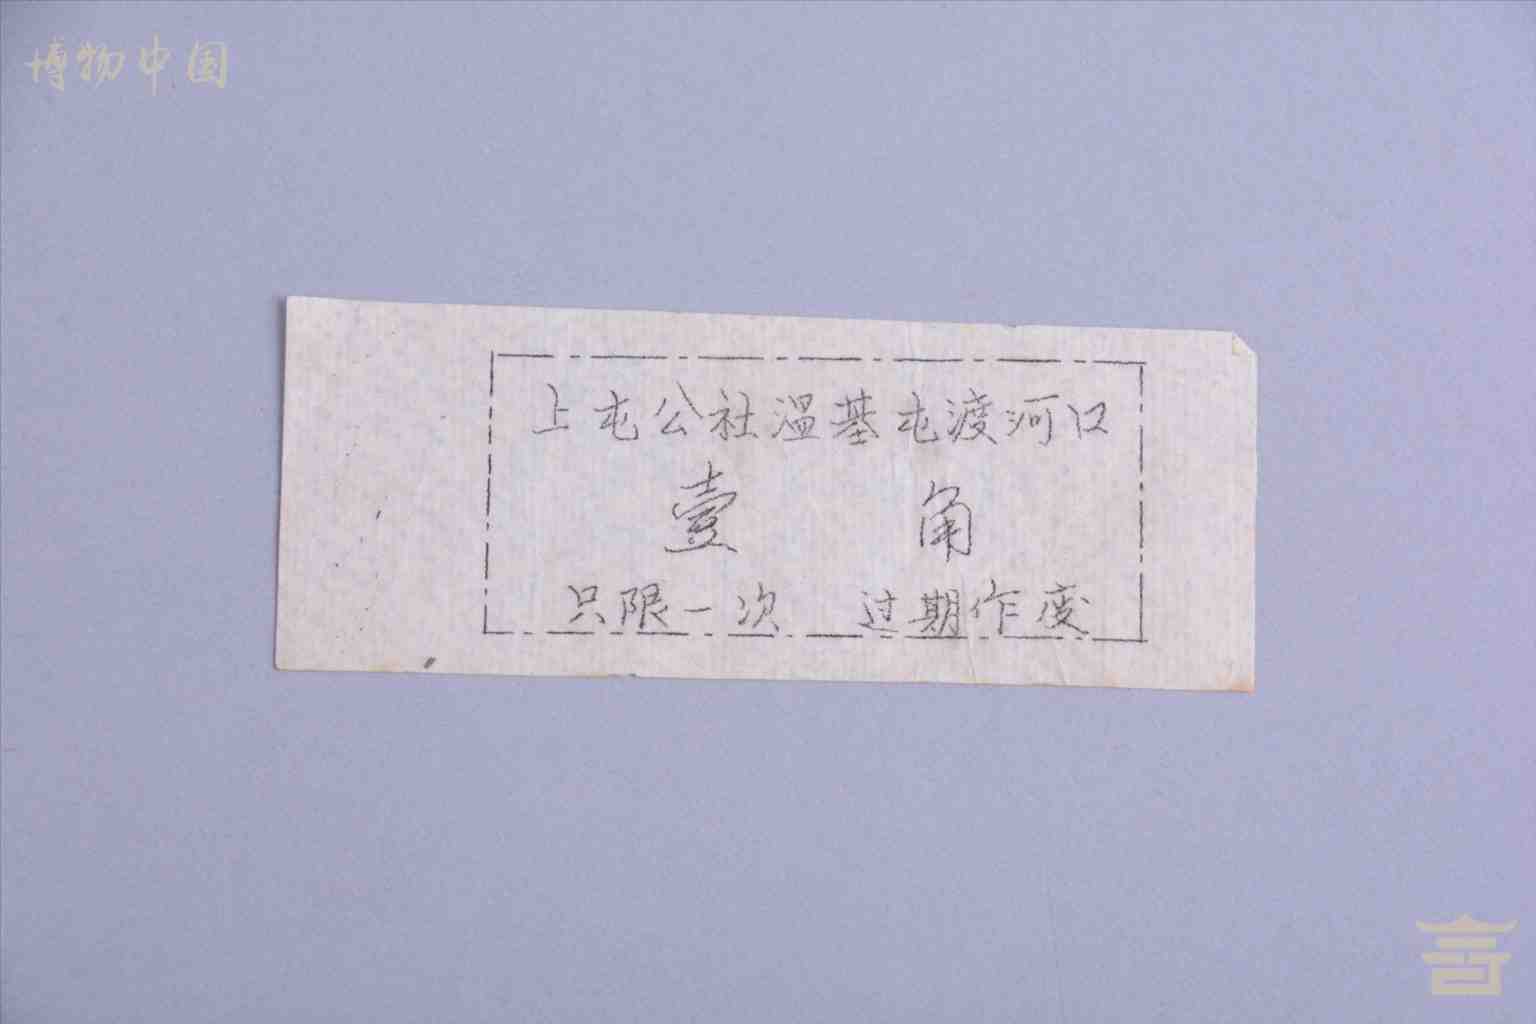 博物中国
上屯公社温基屯渡河口
壹 角
只限一次 过期作废